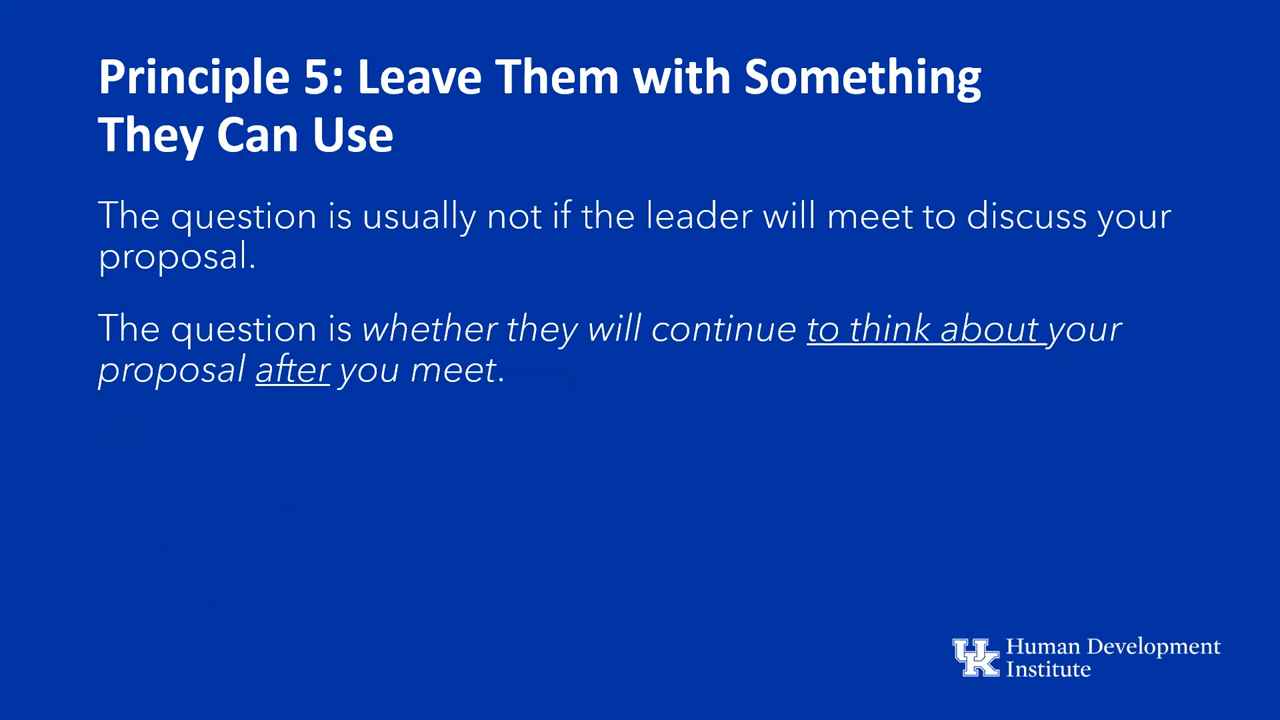 Principle 5: Leave Them with Something
They Can Use
The question is usually not if the leader will meet to discuss your
proposal.
The question is whether they will continue to think about your
proposal after you meet.
UK Human Development
Institute